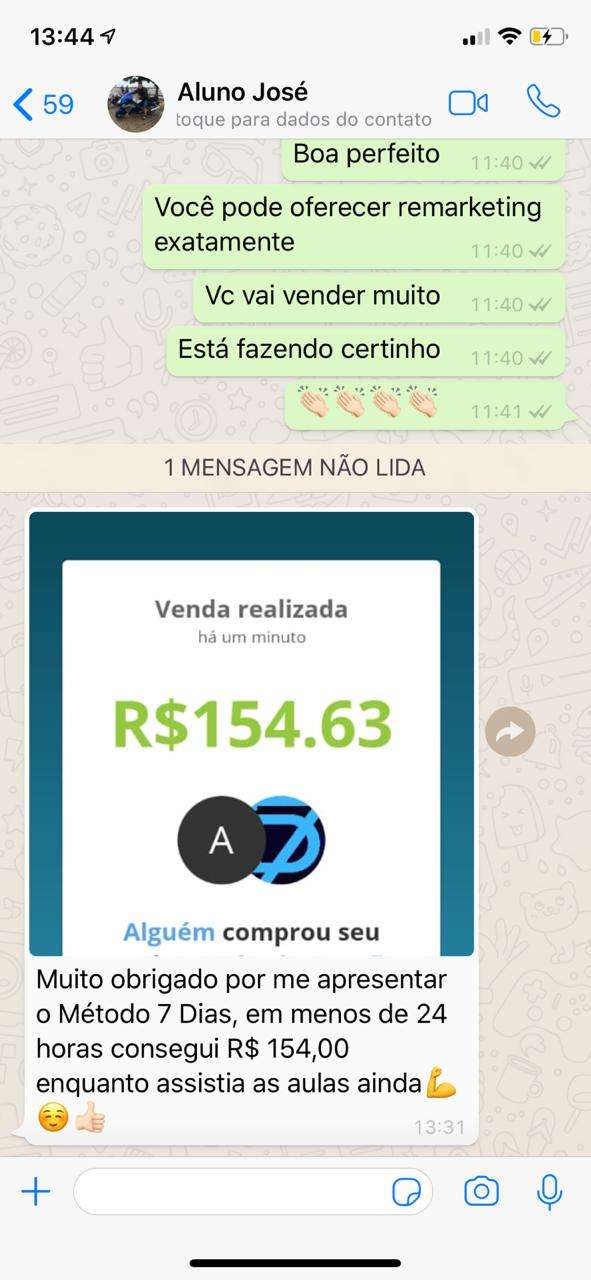 13:44
59
Aluno José
toque para dados do contato
Boa perfeito
11:40
Você pode oferecer remarketing
exatamente
11:40
Vc vai vender muito
11:40
Está fazendo certinho
11:40
👏🏻👏🏻👏🏻👏🏻
11:41
1 MENSAGEM NÃO LIDA
Venda realizada
há um minuto
R$154.63
A
7
Alguém comprou seu
Muito obrigado por me apresentar
o Método 7 Dias, em menos de 24
horas consegui R$ 154,00
enquanto assistia as aulas ainda💪
☺️👍🏻
13:31